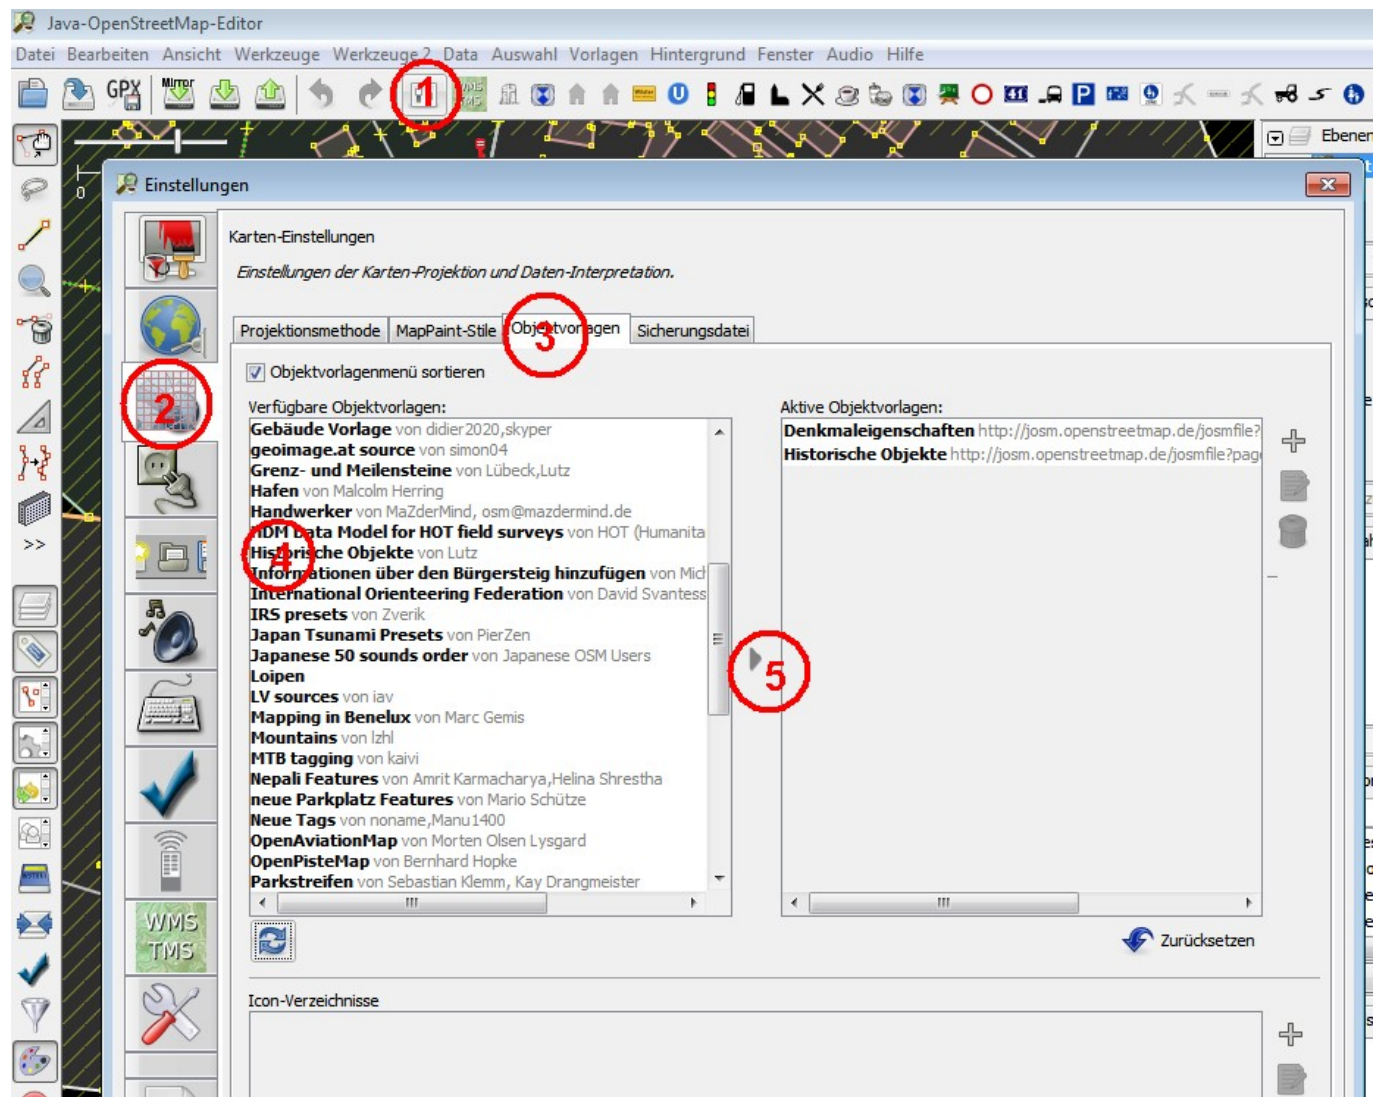 Java-OpenStreetMap-Editor
Datei Bearbeiten Ansicht Werkzeuge Werkzeuge 2 Data Auswahl Vorlagen Hintergrund Fenster Audio Hilfe
GPX Mirror 1 WMS TMS
Ebenen
0
Einstellungen
Karten-Einstellungen
Einstellungen der Karten-Projektion und Daten-Interpretation.
Projektionsmethode MapPaint-Stile Objektvorlagen Sicherungsdatei
3
Objektvorlagenmenü sortieren
2
Verfügbare Objektvorlagen:
Aktive Objektvorlagen:
Gebäude Vorlage von didier2020,skyper
geoimage.at source von simon04
Grenz- und Meilensteine von Lübeck,Lutz
Hafen von Malcolm Herring
Handwerker von MaZderMind, osm@mazdermind.de
HDM Data Model for HOT field surveys von HOT (Humanita
Historische Objekte von Lutz
4
Informationen über den Bürgersteig hinzufügen von Mich
International Orienteering Federation von David Svantess
IRS presets von Zverik
Japan Tsunami Presets von PierZen
Japanese 50 sounds order von Japanese OSM Users
Loipen
LV sources von iav
Mapping in Benelux von Marc Gemis
Mountains von lzhl
MTB tagging von kaivi
Nepali Features von Amrit Karmacharya,Helina Shrestha
neue Parkplatz Features von Mario Schütze
Neue Tags von noname,Manu1400
OpenAviationMap von Morten Olsen Lysgard
OpenPisteMap von Bernhard Hopke
Parkstreifen von Sebastian Klemm, Kay Drangmeister
Denkmaleigenschaften http://josm.openstreetmap.de/josmfile?
Historische Objekte http://josm.openstreetmap.de/josmfile?pag
5
>>
WMS
TMS
Zurücksetzen
Icon-Verzeichnisse